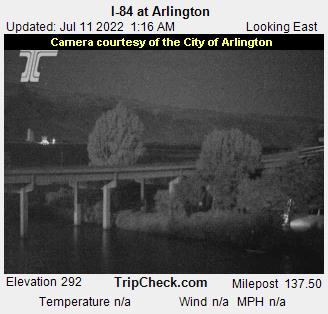 I-84 at Arlington
Updated: Jul 11 2022 1:16 AM Looking East
Camera courtesy of the City of Arlington
Elevation 292 TripCheck.com Milepost 137.50
Temperature n/a Wind n/a MPH n/a